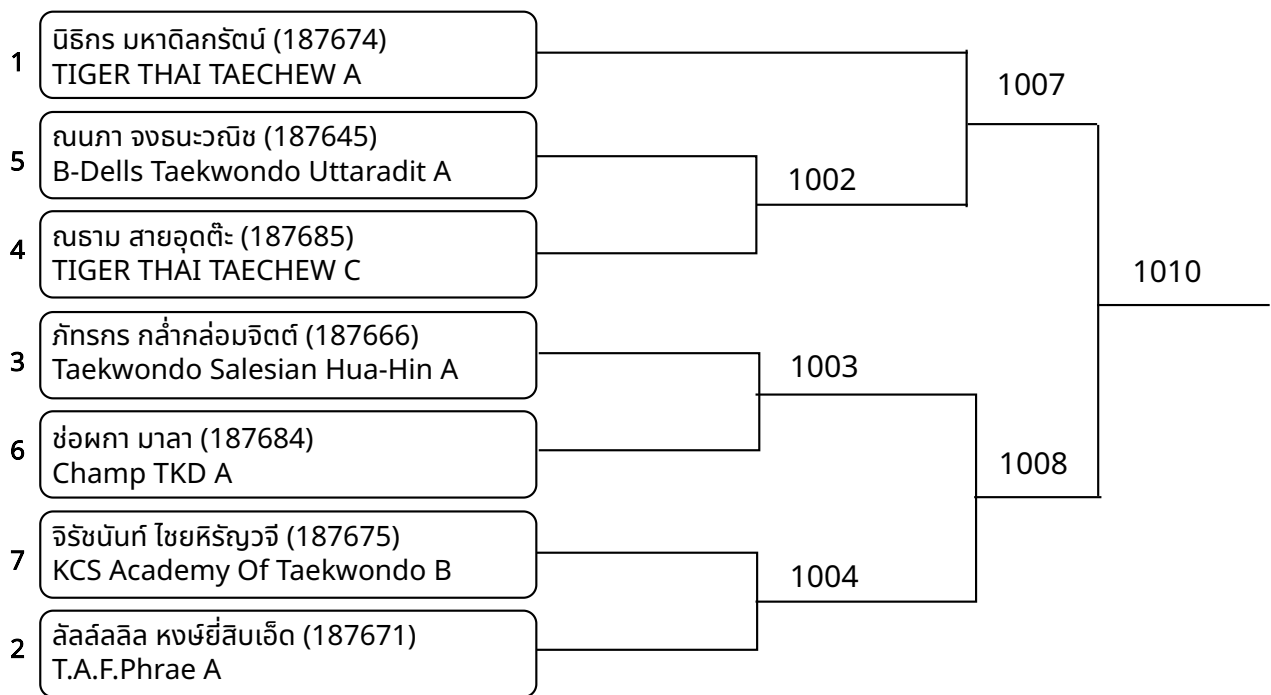 1
นิธิกร มหาดิลกรัตน์ (187674)
TIGER THAI TAECHEW A
5
ณนภา จงธนะวณิช (187645)
B-Dells Taekwondo Uttaradit A
4
ณธาม สายอุดต๊ะ (187685)
TIGER THAI TAECHEW C
3
ภัทรกร กล่ำกล่อมจิตต์ (187666)
Taekwondo Salesian Hua-Hin A
6
ช่อผกา มาลา (187684)
Champ TKD A
7
จิรัชนันท์ ไชยหิรัญวจี (187675)
KCS Academy Of Taekwondo B
2
ลัลล์ลลิล หงษ์ยี่สิบเอ็ด (187671)
T.A.F.Phrae A
1002
1003
1004
1007
1008
1010